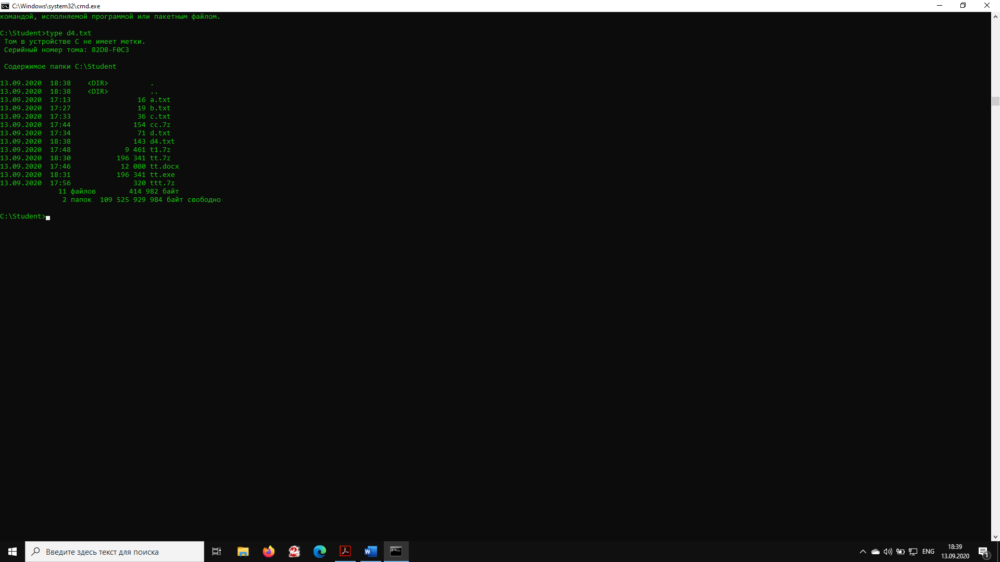 C:\Windows\system32\cmd.exe
командой, исполняемой программой или пакетным файлом.
C:\Student>type d4.txt
Том в устройстве C не имеет метки.
Серийный номер тома: 82D8-F0C3
Содержимое папки C:\Student
13.09.2020  18:38    <DIR>          .
13.09.2020  18:38    <DIR>          ..
13.09.2020  17:13                16 a.txt
13.09.2020  17:27                19 b.txt
13.09.2020  17:33                36 c.txt
13.09.2020  17:44               154 cc.7z
13.09.2020  17:34                71 d.txt
13.09.2020  18:38               143 d4.txt
13.09.2020  17:48             9 461 t1.7z
13.09.2020  18:30           196 341 tt.7z
13.09.2020  17:46            12 080 tt.docx
13.09.2020  18:31           196 341 tt.exe
13.09.2020  17:56               320 ttt.7z
11 файлов        414 982 байт
2 папок  109 525 929 984 байт свободно
C:\Student>
Введите здесь текст для поиска
ENG
18:39
13.09.2020
1